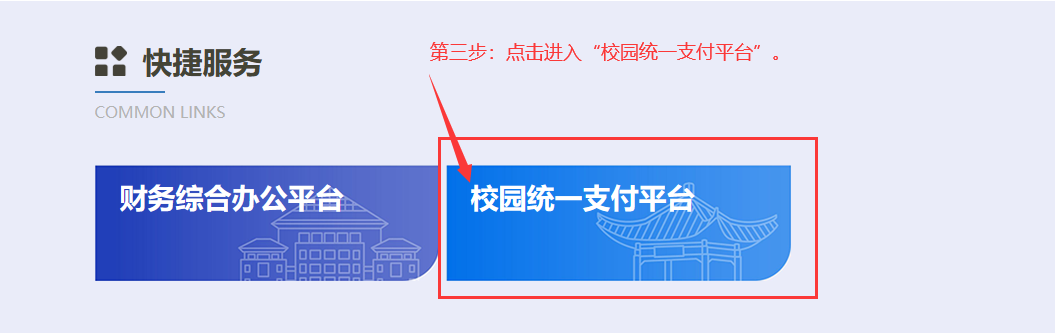 快捷服务
第三步：点击进入“校园统一支付平台”。
COMMON LINKS
财务综合办公平台
校园统一支付平台